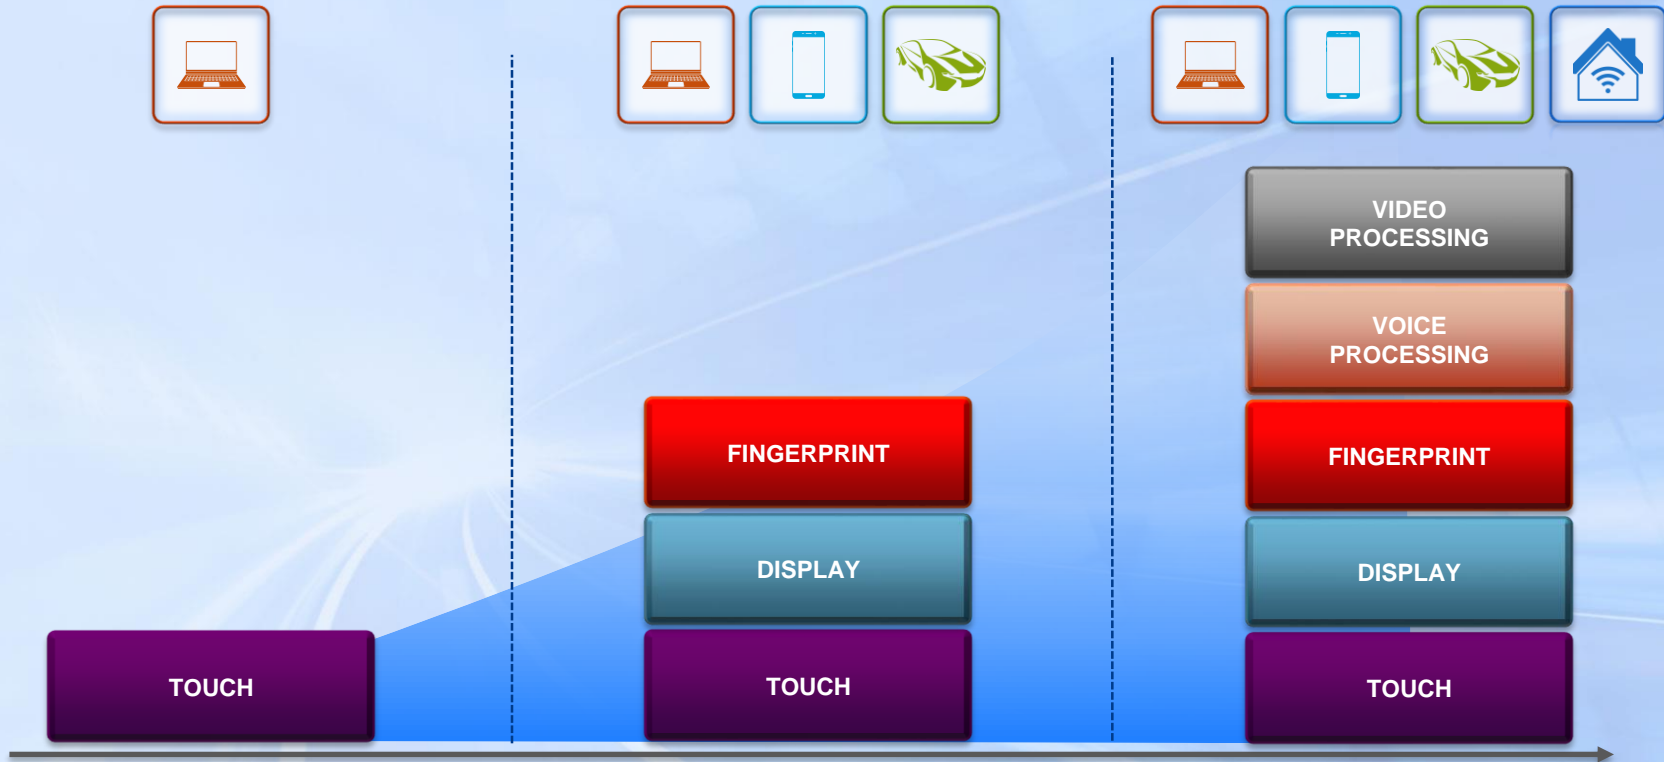 TOUCH
FINGERPRINT
DISPLAY
TOUCH
VIDEO
PROCESSING
VOICE
PROCESSING
FINGERPRINT
DISPLAY
TOUCH